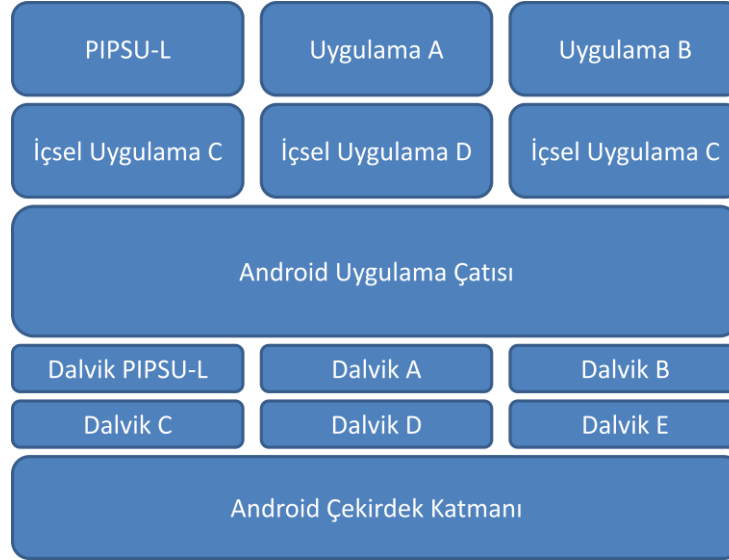 PIPSU-L
Uygulama A
Uygulama B
İçsel Uygulama C
İçsel Uygulama D
İçsel Uygulama C
Android Uygulama Çatısı
Dalvik PIPSU-L
Dalvik A
Dalvik B
Dalvik C
Dalvik D
Dalvik E
Android Çekirdek Katmanı